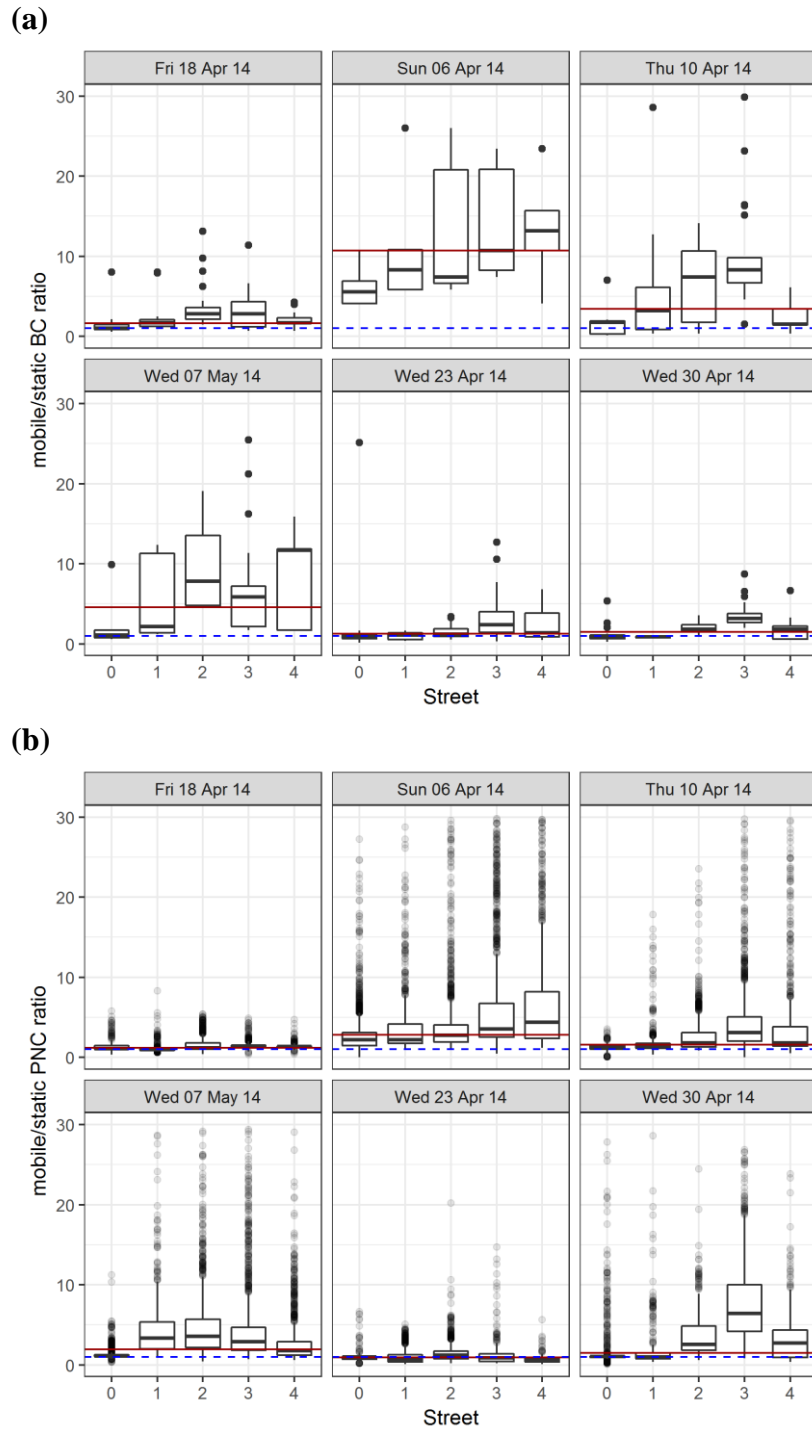 (a)
Fri 18 Apr 14 Sun 06 Apr 14 Thu 10 Apr 14
30
20
10
0
Wed 07 May 14 Wed 23 Apr 14 Wed 30 Apr 14
30
20
10
0
mobile/static BC ratio
0 1 2 3 4 0 1 2 3 4 0 1 2 3 4
Street
(b)
Fri 18 Apr 14 Sun 06 Apr 14 Thu 10 Apr 14
30
20
10
0
Wed 07 May 14 Wed 23 Apr 14 Wed 30 Apr 14
30
20
10
0
mobile/static PNC ratio
0 1 2 3 4 0 1 2 3 4 0 1 2 3 4
Street